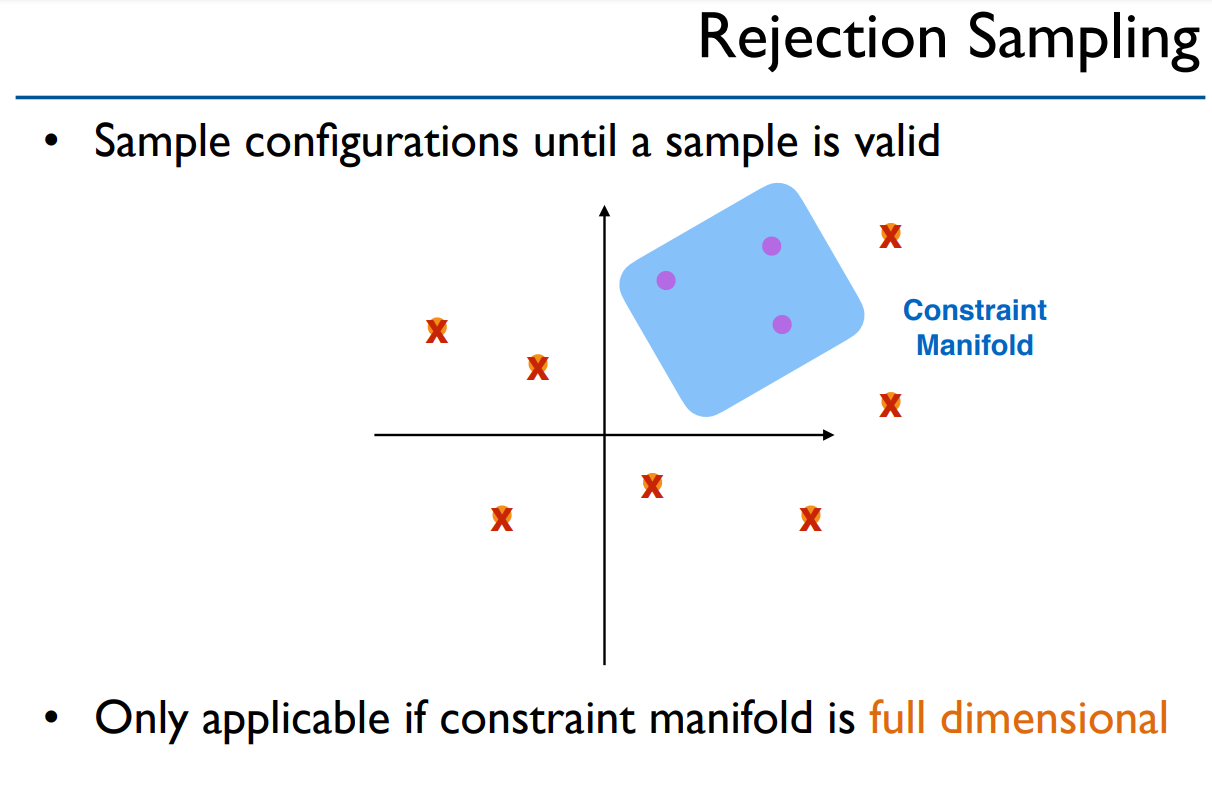 Rejection Sampling
• Sample configurations until a sample is valid
X
Constraint
Manifold
X
X
X
X
X
X
• Only applicable if constraint manifold is full dimensional